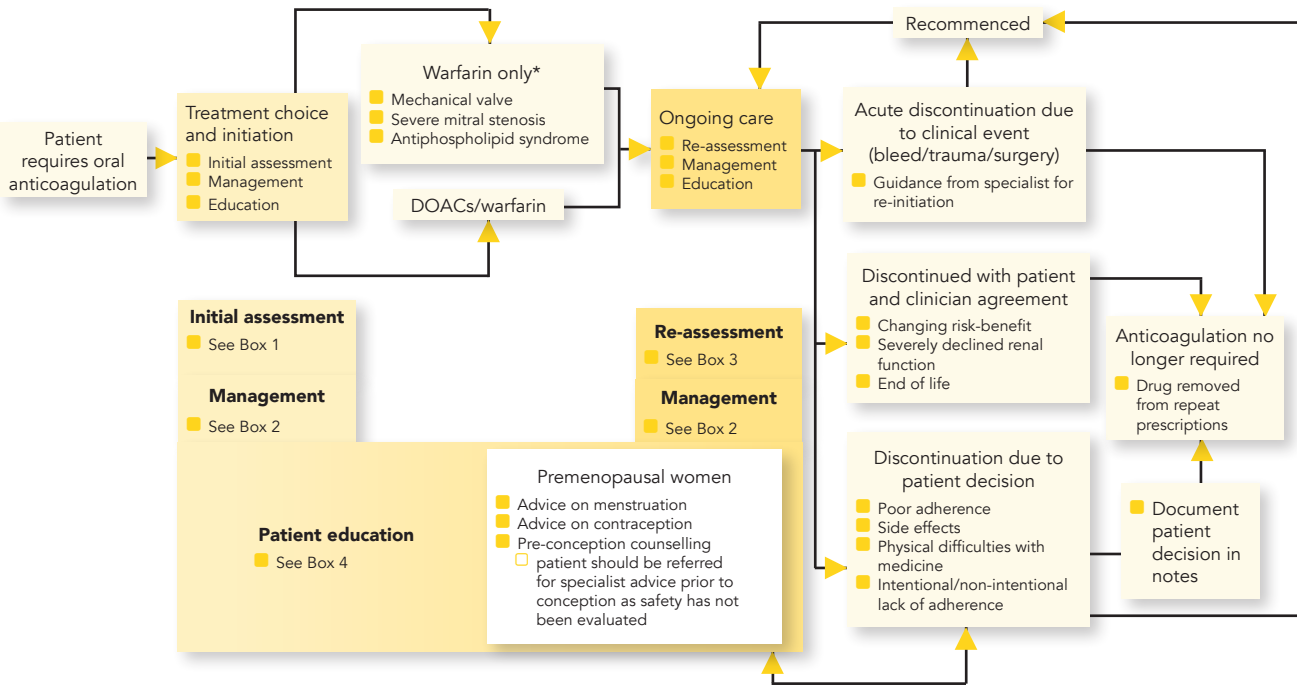 Patient
requires oral
anticoagulation
Treatment choice
and initiation
Initial assessment
Management
Education
Warfarin only*
Mechanical valve
Severe mitral stenosis
Antiphospholipid syndrome
DOACs/warfarin
Ongoing care
Re-assessment
Management
Education
Recommenced
Acute discontinuation due
to clinical event
(bleed/trauma/surgery)
Guidance from specialist for
re-initiation
Discontinued with patient
and clinician agreement
Changing risk-benefit
Severely declined renal
function
End of life
Anticoagulation no
longer required
Drug removed
from repeat
prescriptions
Discontinuation due to
patient decision
Poor adherence
Side effects
Physical difficulties with
medicine
Intentional/non-intentional
lack of adherence
Document
patient
decision in
notes
Initial assessment
See Box 1
Management
See Box 2
Re-assessment
See Box 3
Management
See Box 2
Patient education
See Box 4
Premenopausal women
Advice on menstruation
Advice on contraception
Pre-conception counselling
patient should be referred
for specialist advice prior to
conception as safety has not
been evaluated